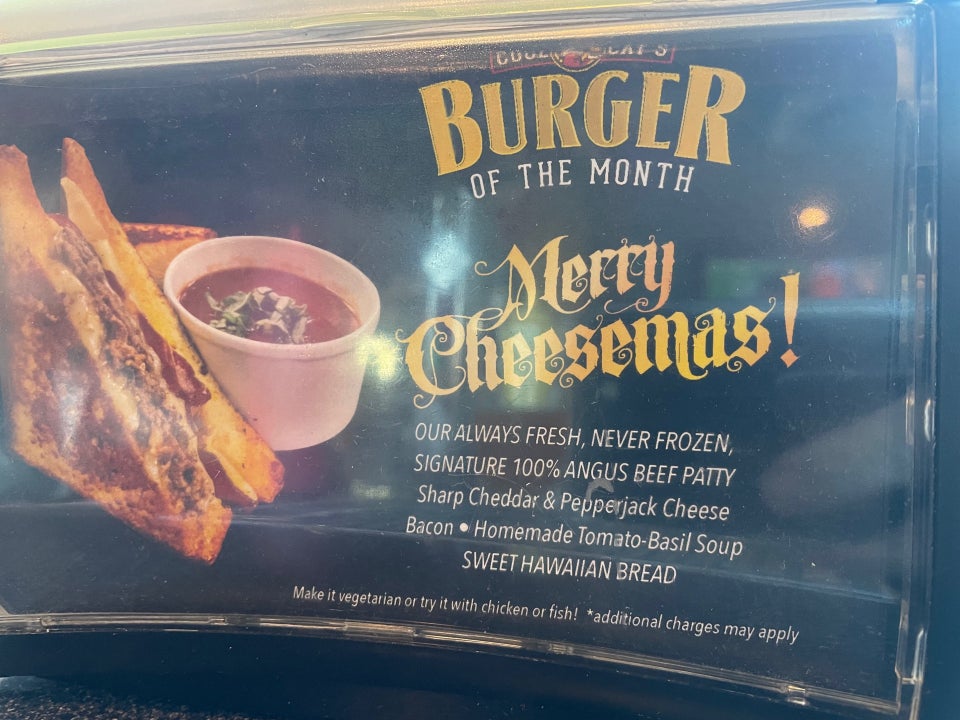 BURGER
OF THE MONTH
Merry
Cheesemas!
OUR ALWAYS FRESH, NEVER FROZEN,
SIGNATURE 100% ANGUS BEEF PATTY
Sharp Cheddar & Pepperjack Cheese
Bacon • Homemade Tomato-Basil Soup
SWEET HAWAIIAN BREAD
Make it vegetarian or try it with chicken or fish! *additional charges may apply